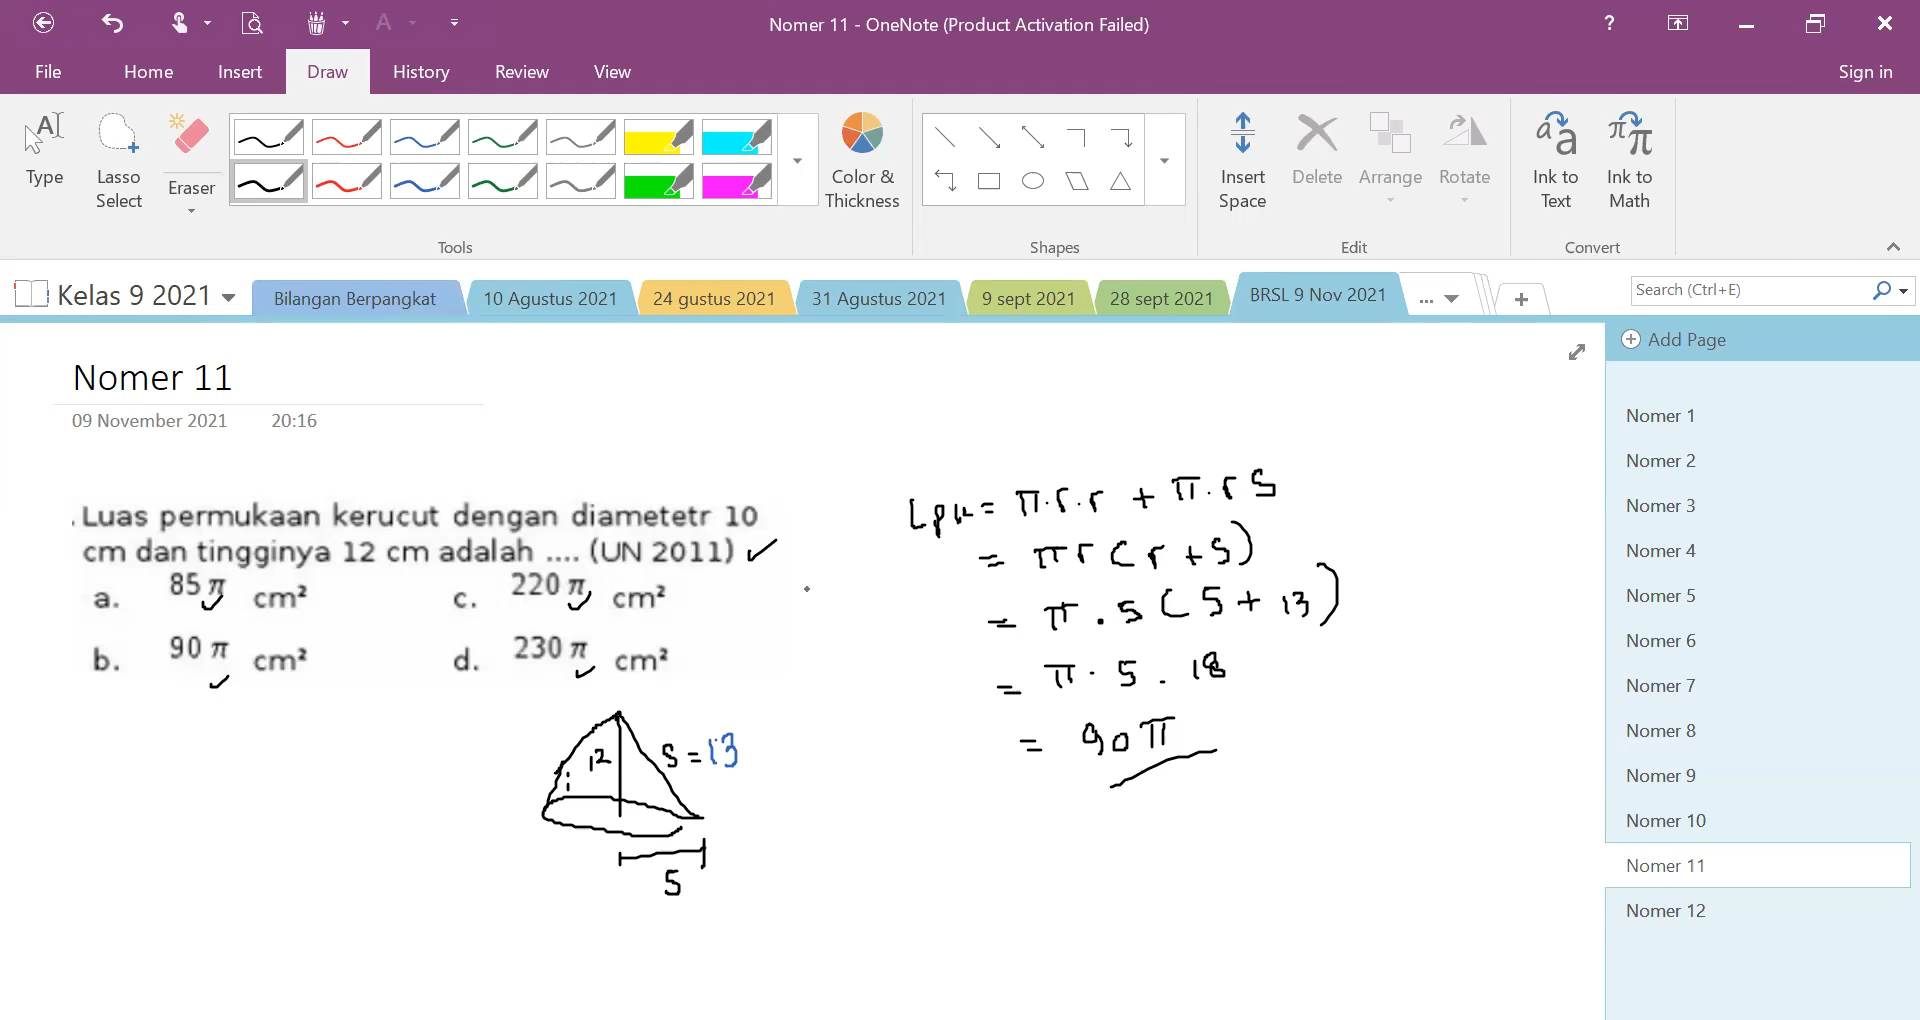 Nomer 11 - OneNote (Product Activation Failed)
File Home Insert Draw History Review View Sign in
Type
Lasso Select
Eraser
Color & Thickness
Insert Space
Delete
Arrange
Rotate
Ink to Text
Ink to Math
Tools
Shapes
Edit
Convert
Kelas 9 2021
Bilangan Berpangkat
10 Agustus 2021
24 gustus 2021
31 Agustus 2021
9 sept 2021
28 sept 2021
BRSL 9 Nov 2021
...
Search (Ctrl+E)
Nomer 11
09 November 2021 20:16
. Luas permukaan kerucut dengan diametetr 10
cm dan tingginya 12 cm adalah .... (UN 2011)
a. 85 π cm² c. 220 π cm²
b. 90 π cm² d. 230 π cm²
12 s = 13
5
Lpk = π.r.r + π.r s
= π r (r + s)
= π . 5 (5 + 13)
= π . 5 . 18
= 90 π
Add Page
Nomer 1
Nomer 2
Nomer 3
Nomer 4
Nomer 5
Nomer 6
Nomer 7
Nomer 8
Nomer 9
Nomer 10
Nomer 11
Nomer 12